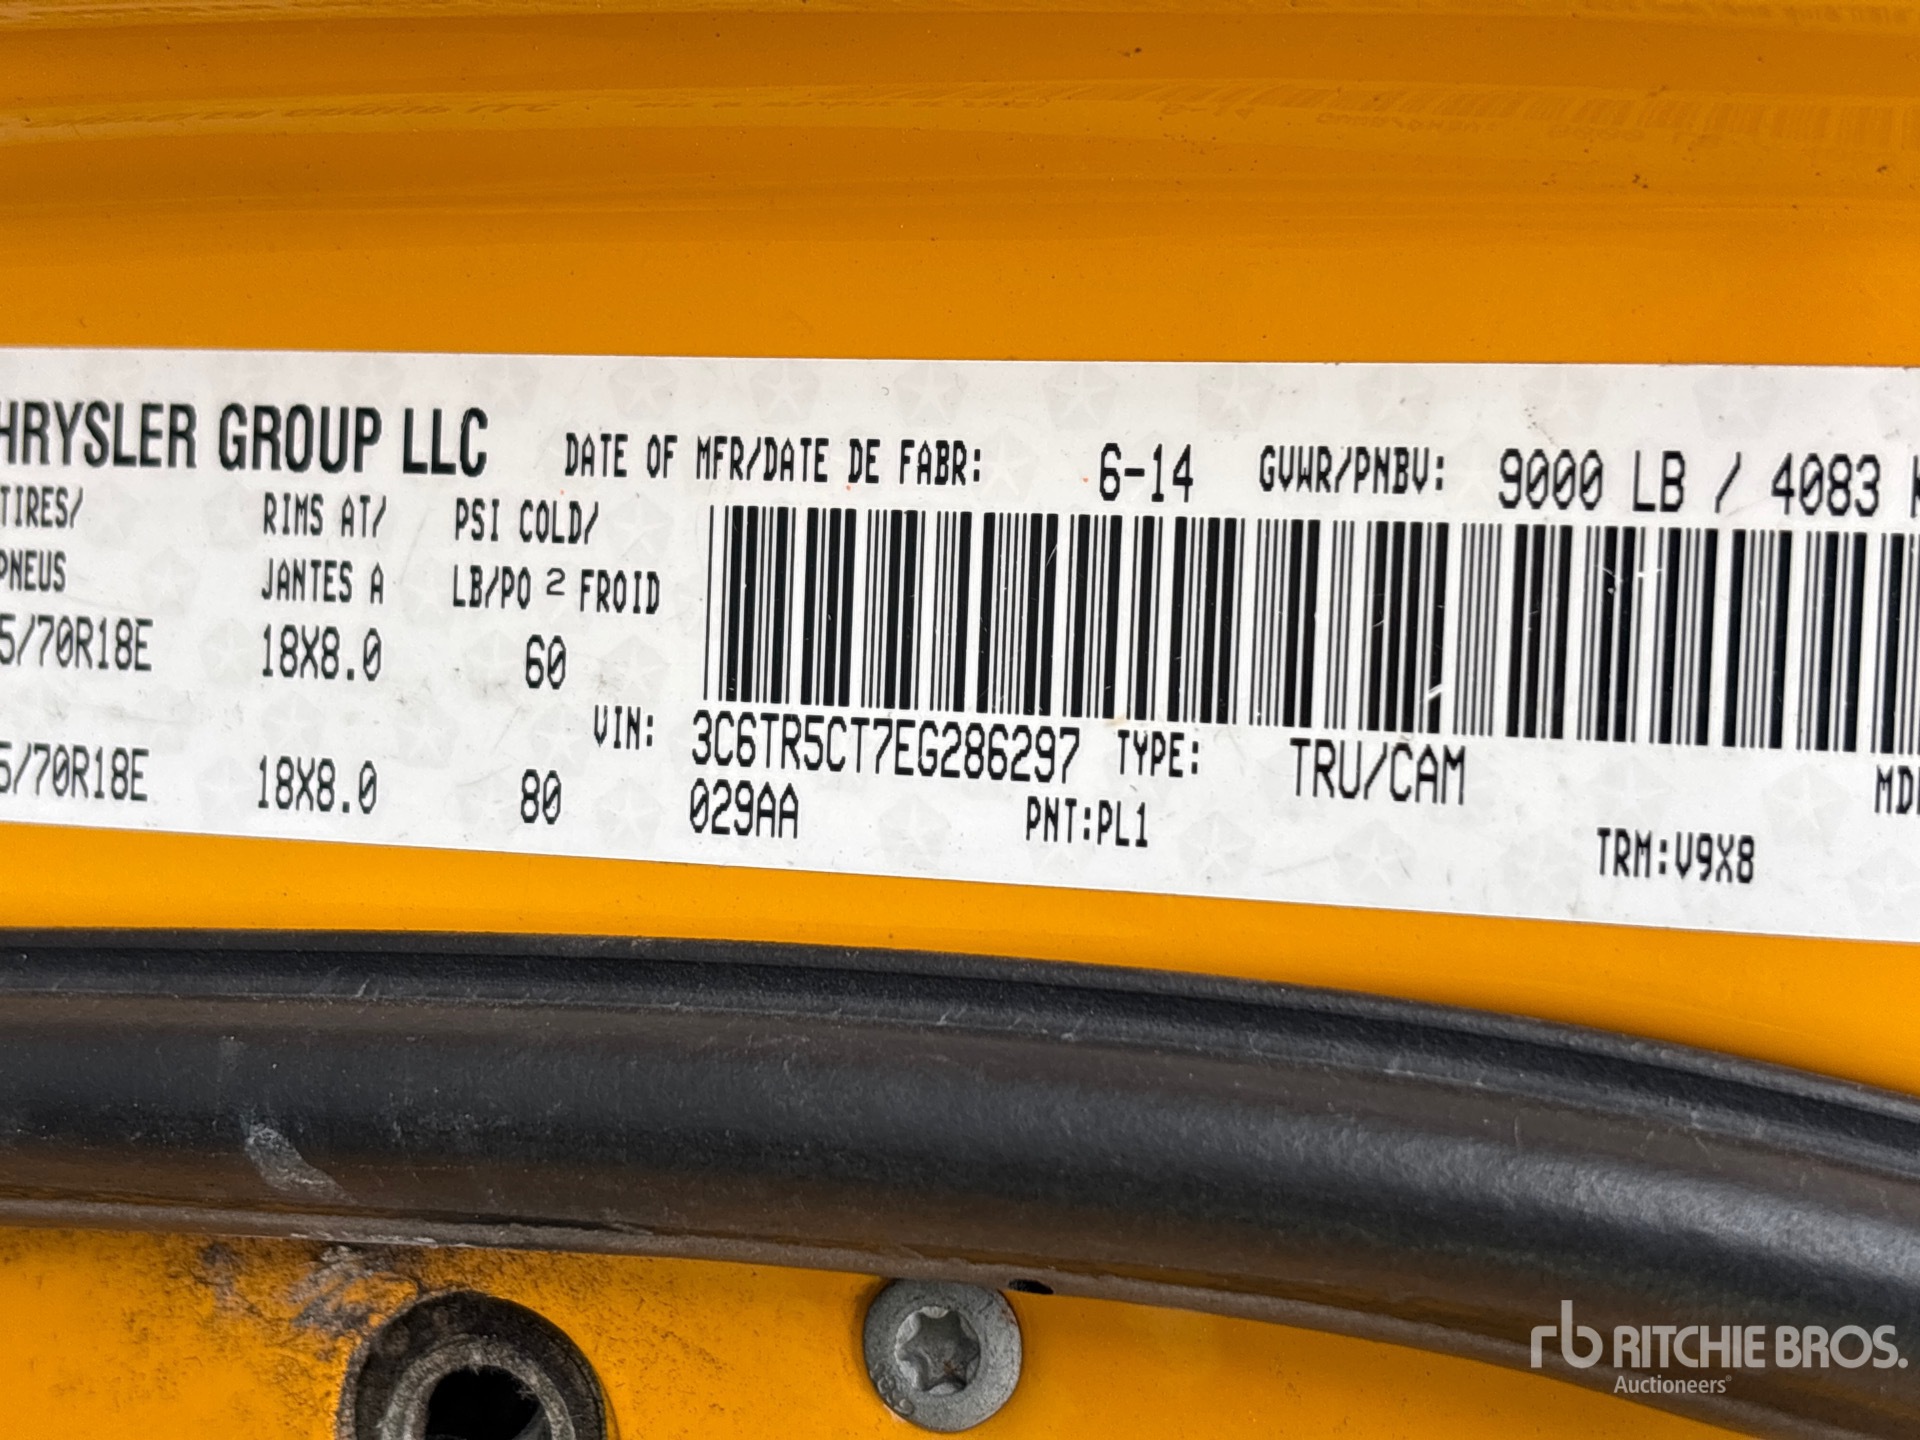 HRYSLER GROUP LLC DATE OF MFR/DATE DE FABR: 6-14 GVWR/PNBV: 9000 LB / 4083
TIRES/ RIMS AT/ PSI COLD/
PNEUS JANTES A LB/PO 2 FROID
5/70R18E 18X8.0 60
VIN: 3C6TR5CT7EG286297 TYPE: TRU/CAM
5/70R18E 18X8.0 80 029AA PNT:PL1 TRM:V9X8
rb RITCHIE BROS.
Auctioneers